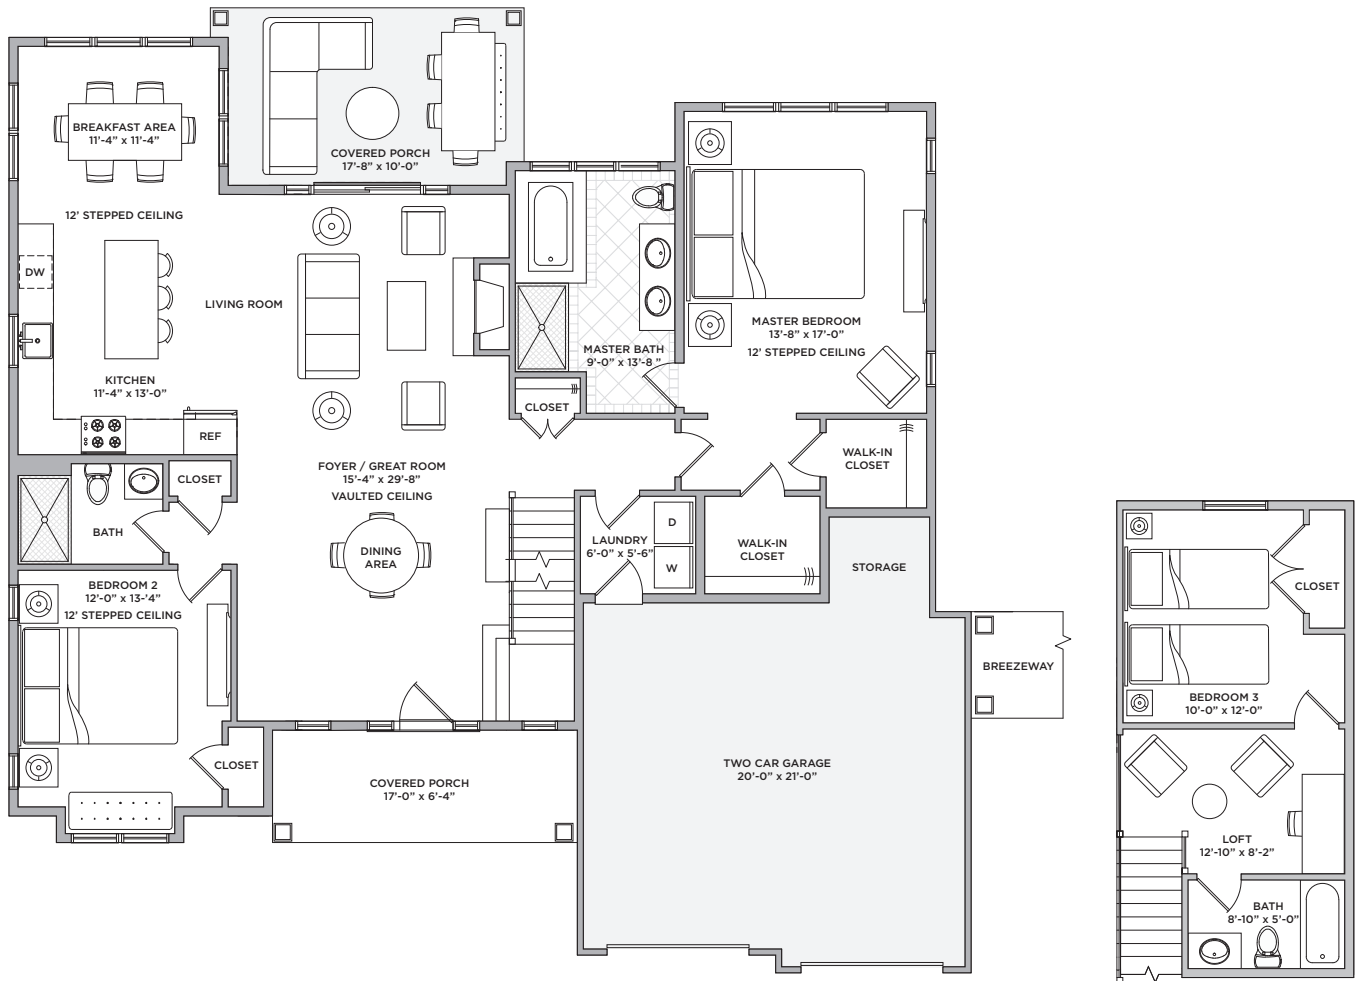 BREAKFAST AREA
11'-4" x 11'-4"
COVERED PORCH
17'-8" x 10'-0"
12' STEPPED CEILING
DW
LIVING ROOM
KITCHEN
11'-4" x 13'-0"
REF
MASTER BATH
9'-0" x 13'-8 "
MASTER BEDROOM
13'-8" x 17'-0"
12' STEPPED CEILING
CLOSET
WALK-IN
CLOSET
FOYER / GREAT ROOM
15'-4" x 29'-8"
VAULTED CEILING
CLOSET
BATH
DINING
AREA
LAUNDRY
6'-0" x 5'-6"
D
W
WALK-IN
CLOSET
STORAGE
BEDROOM 2
12'-0" x 13-'4"
12' STEPPED CEILING
CLOSET
COVERED PORCH
17'-0" x 6'-4"
TWO CAR GARAGE
20'-0" x 21'-0"
BREEZEWAY
CLOSET
BEDROOM 3
10'-0" x 12'-0"
LOFT
12'-10" x 8'-2"
BATH
8'-10" x 5'-0"